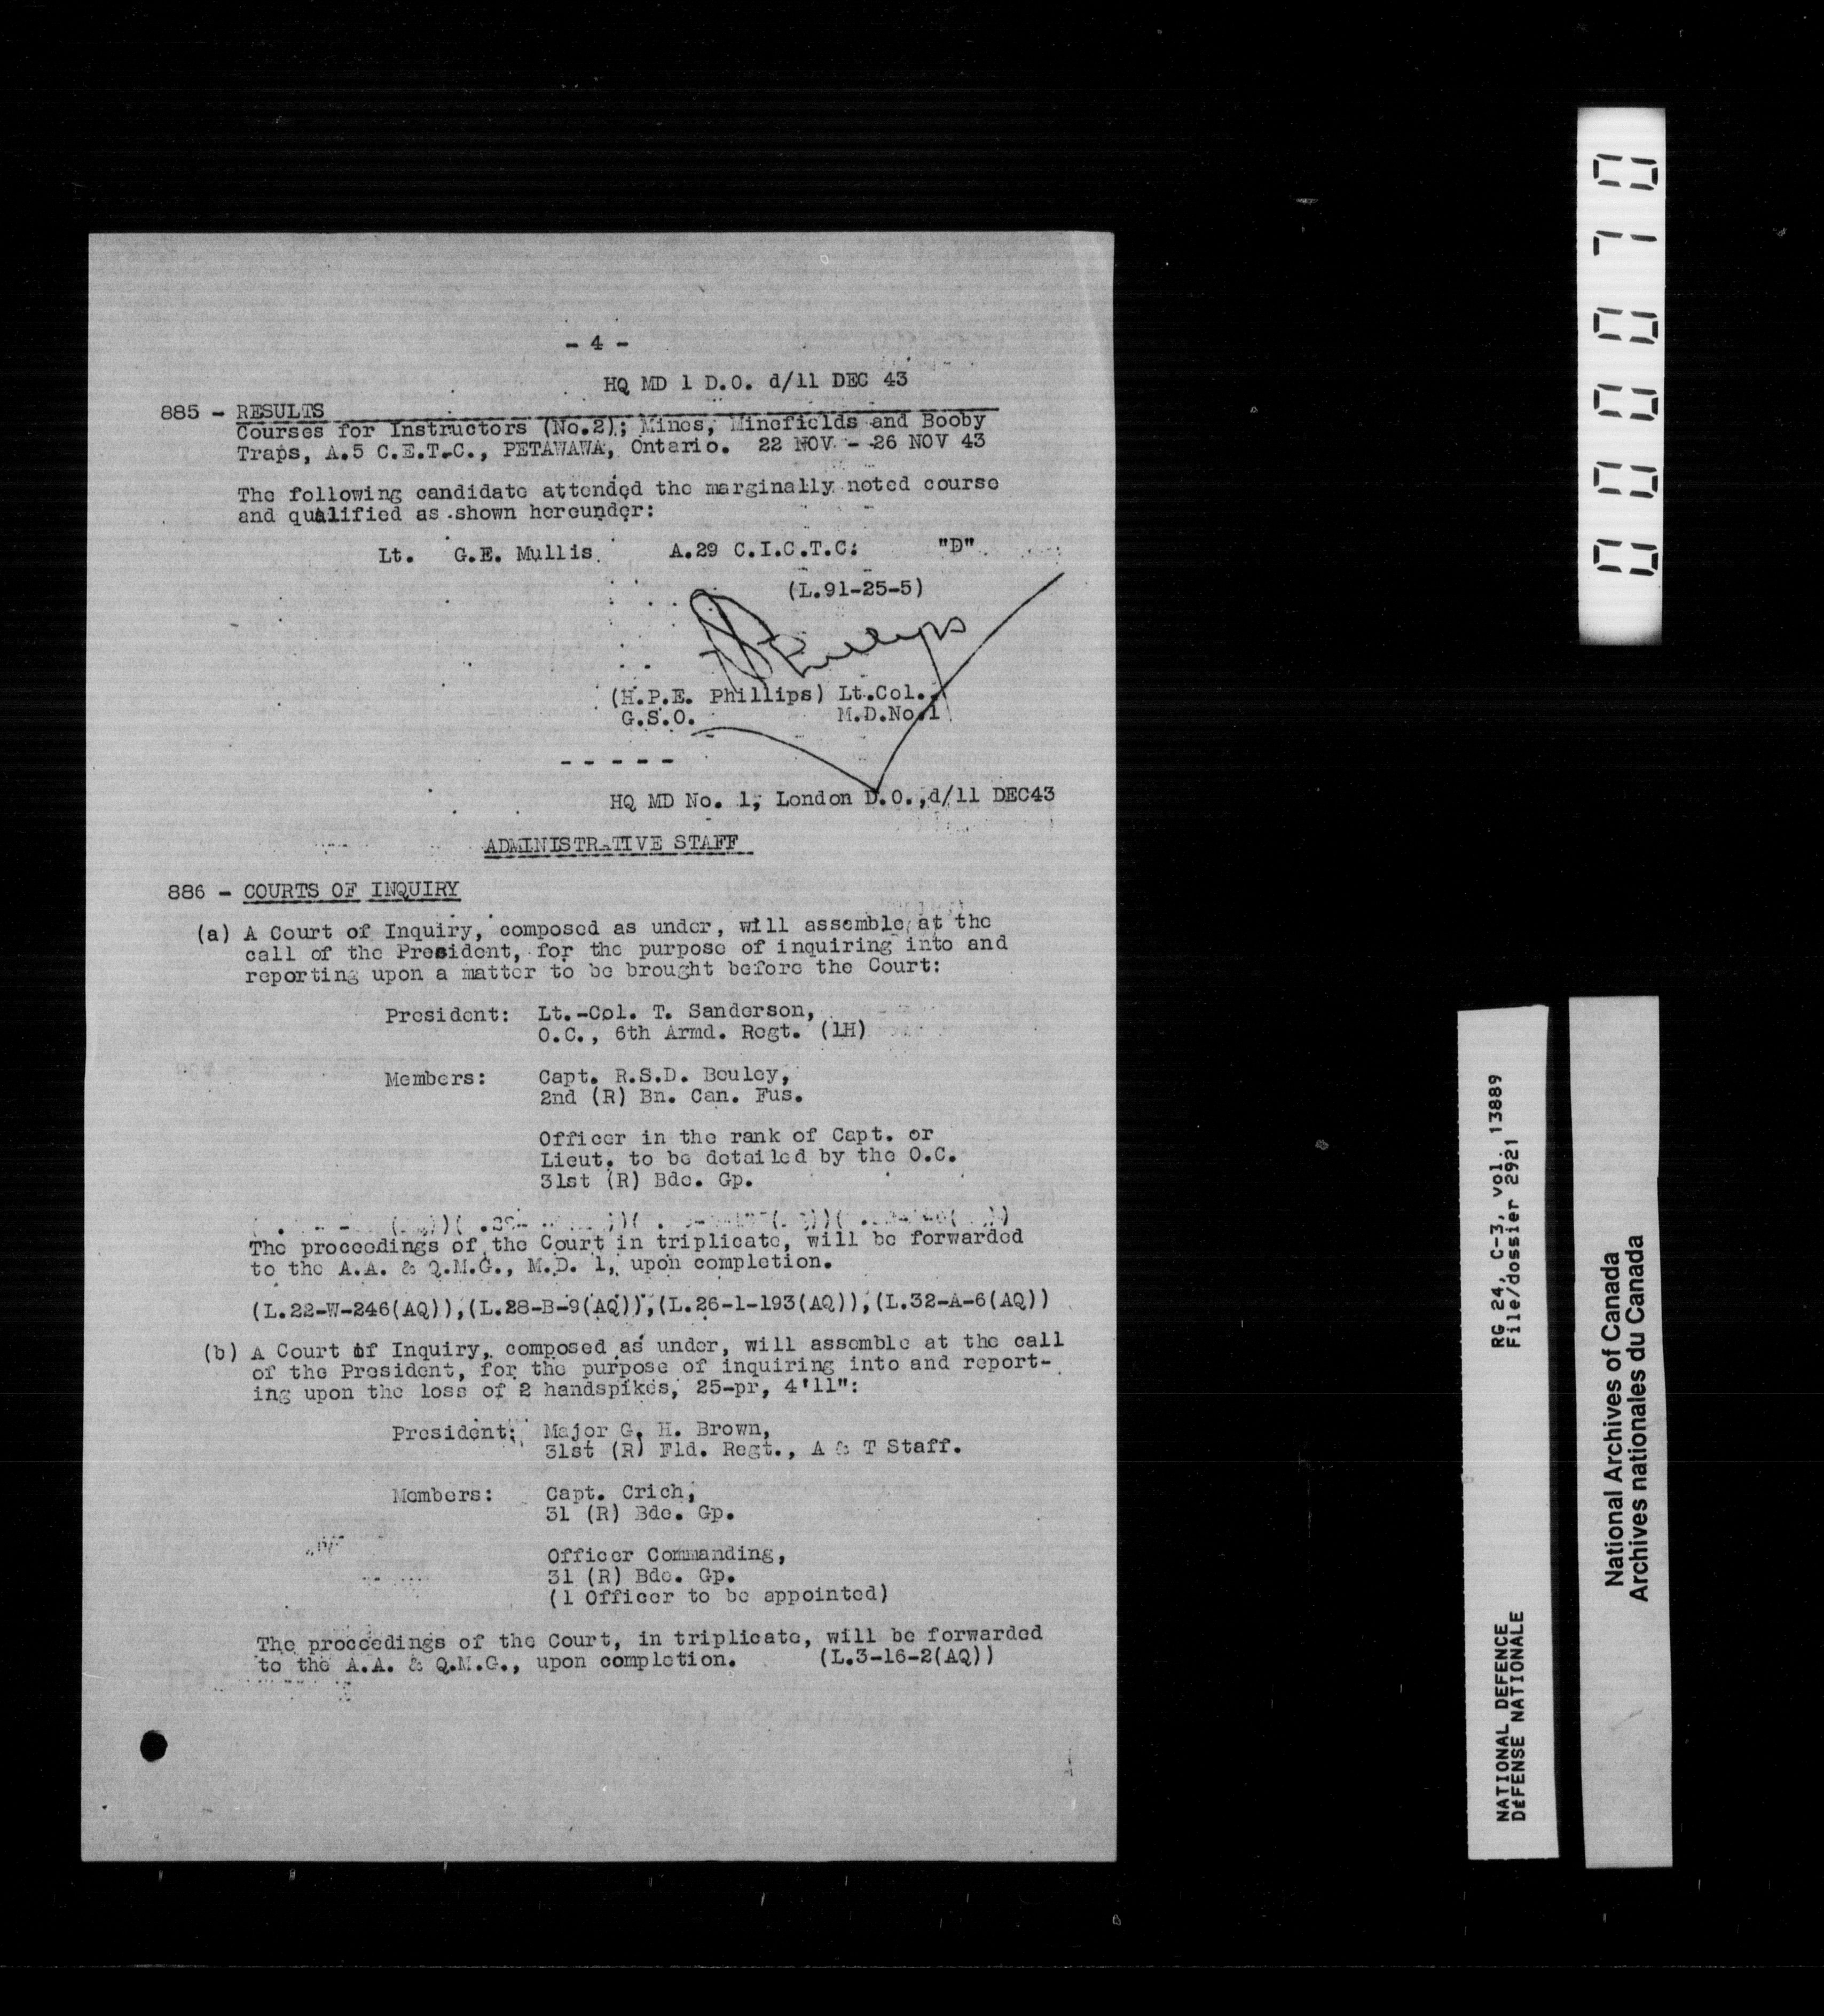 - 4 -
HQ MD 1 D.O. d/11 DEC 43
885 - RESULTS
Courses for Instructors (No.2); Mines, Minefields and Booby
Traps, A.5 C.E.T.C., PETAWAWA, Ontario. 22 NOV - 26 NOV 43
The following candidate attended the marginally noted course
and qualified as shown hereunder:
Lt. G.E. Mullis A.29 C.I.C.T.C. "D"
(L.91-25-5)
Phillips
(H.P.E. Phillips) Lt.Col.,
G.S.O. M.D.No.1
- - - - -
HQ MD No. 1, London D.O.,d/11 DEC43
ADMINISTRATIVE STAFF
886 - COURTS OF INQUIRY
(a) A Court of Inquiry, composed as under, will assemble at the
call of the President, for the purpose of inquiring into and
reporting upon a matter to be brought before the Court:
President: Lt.-Col. T. Sanderson,
O.C., 6th Armd. Regt. (1H)
Members: Capt. R.S.D. Bouley,
2nd (R) Bn. Can. Fus.
Officer in the rank of Capt. or
Lieut. to be detailed by the O.C.
31st (R) Bde. Gp.
The proceedings of the Court in triplicate, will be forwarded
to the A.A. & Q.M.G., M.D. 1, upon completion.
(L.22-W-246(AQ)),(L.28-B-9(AQ)),(L.26-1-193(AQ)),(L.32-A-6(AQ))
(b) A Court of Inquiry, composed as under, will assemble at the call
of the President, for the purpose of inquiring into and report-
ing upon the loss of 2 handspikes, 25-pr, 4'11":
President: Major G. H. Brown,
31st (R) Fld. Regt., A & T Staff.
Members: Capt. Crich,
31 (R) Bde. Gp.
Officer Commanding,
31 (R) Bde. Gp.
(1 Officer to be appointed)
The proceedings of the Court, in triplicate, will be forwarded
to the A.A. & Q.M.G., upon completion. (L.3-16-2(AQ))
000070
RG 24, C-3, vol. 13889
File/dossier 2921
NATIONAL DEFENCE
DÉFENSE NATIONALE
National Archives of Canada
Archives nationales du Canada